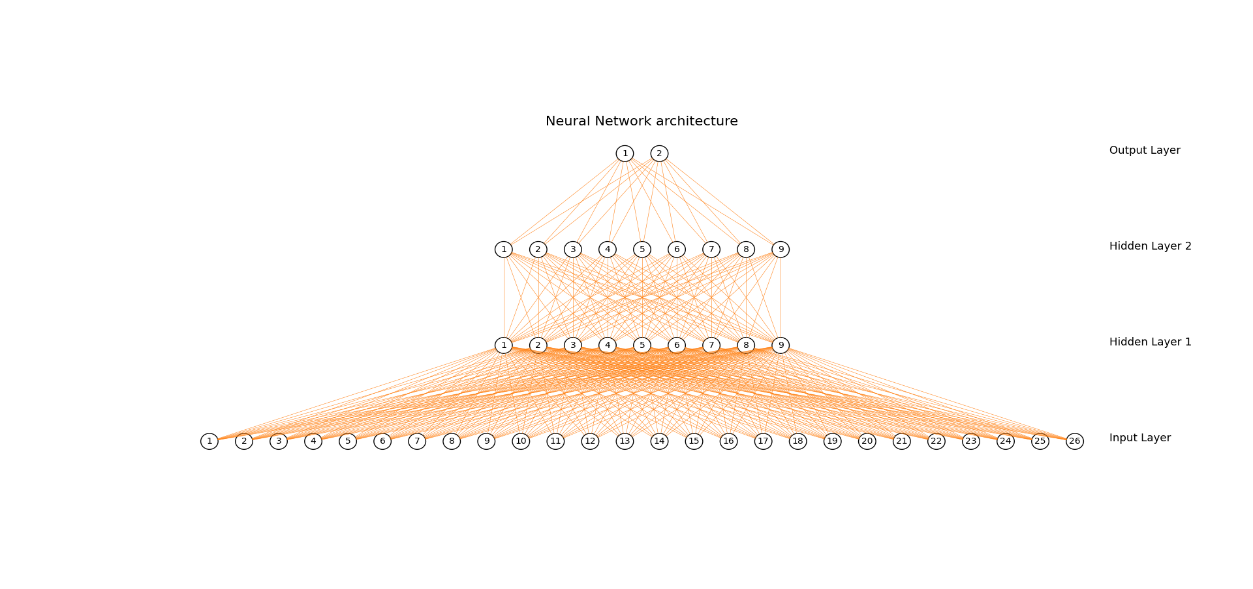 Neural Network architecture
1 2 Output Layer
1 2 3 4 5 6 7 8 9 Hidden Layer 2
1 2 3 4 5 6 7 8 9 Hidden Layer 1
1 2 3 4 5 6 7 8 9 10 11 12 13 14 15 16 17 18 19 20 21 22 23 24 25 26 Input Layer